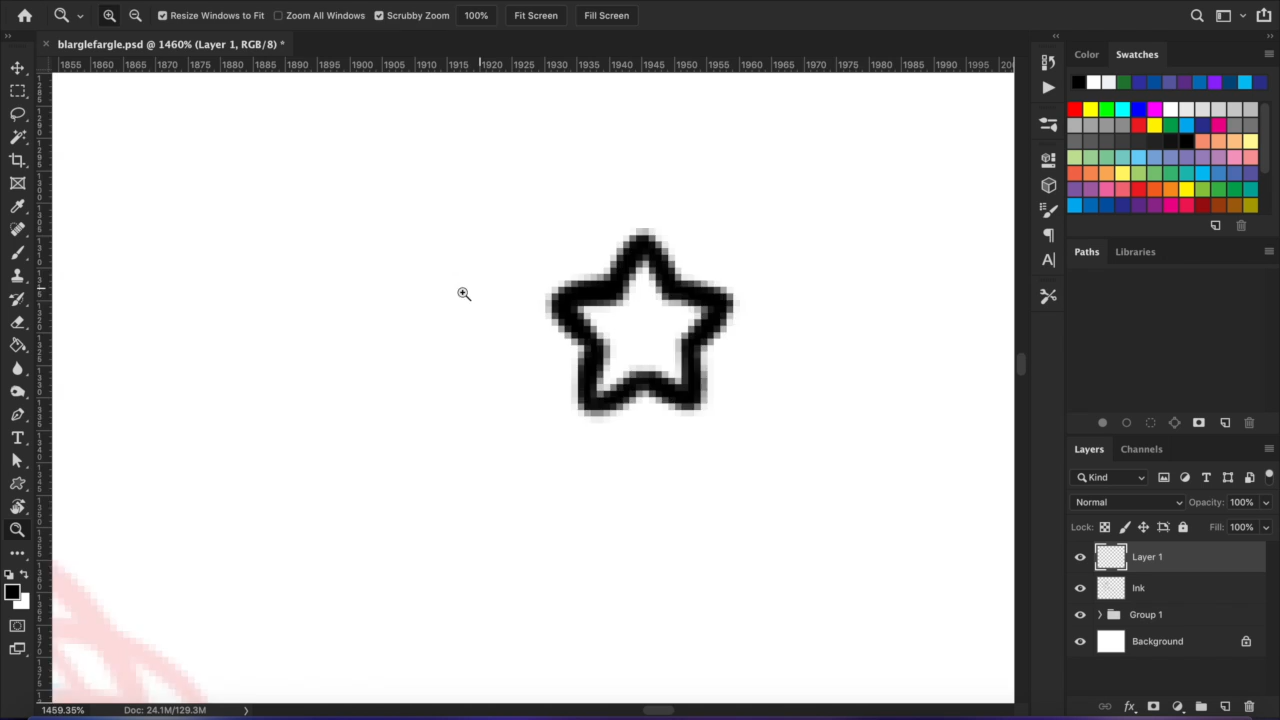 Resize Windows to Fit Zoom All Windows Scrubby Zoom 100% Fit Screen Fill Screen
× blarglefargle.psd @ 1460% (Layer 1, RGB/8) *
1855 1860 1865 1870 1875 1880 1885 1890 1895 1900 1905 1910 1915 1920 1925 1930 1935 1940 1945 1950 1955 1960 1965 1970 1975 1980 1985 1990 1995
Color Swatches
Paths Libraries
Layers Channels
Kind
Normal Opacity: 100%
Lock: Fill: 100%
Layer 1
Ink
Group 1
Background
1459.35% Doc: 24.1M/129.3M